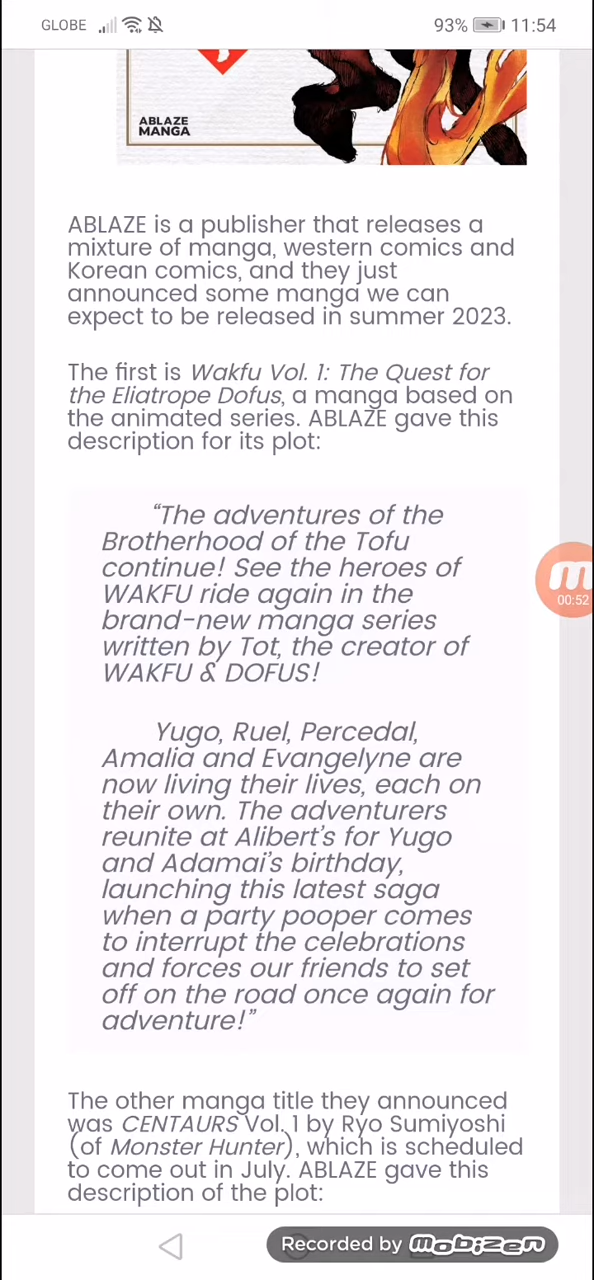 GLOBE 93% 11:54
ABLAZE
MANGA
ABLAZE is a publisher that releases a
mixture of manga, western comics and
Korean comics, and they just
announced some manga we can
expect to be released in summer 2023.
The first is Wakfu Vol. 1: The Quest for
the Eliatrope Dofus, a manga based on
the animated series. ABLAZE gave this
description for its plot:
“The adventures of the
Brotherhood of the Tofu
continue! See the heroes of
WAKFU ride again in the
brand-new manga series
written by Tot, the creator of
WAKFU & DOFUS!
00:52
Yugo, Ruel, Percedal,
Amalia and Evangelyne are
now living their lives, each on
their own. The adventurers
reunite at Alibert’s for Yugo
and Adamai’s birthday,
launching this latest saga
when a party pooper comes
to interrupt the celebrations
and forces our friends to set
off on the road once again for
adventure!”
The other manga title they announced
was CENTAURS Vol. 1 by Ryo Sumiyoshi
(of Monster Hunter), which is scheduled
to come out in July. ABLAZE gave this
description of the plot:
Recorded by mobizen